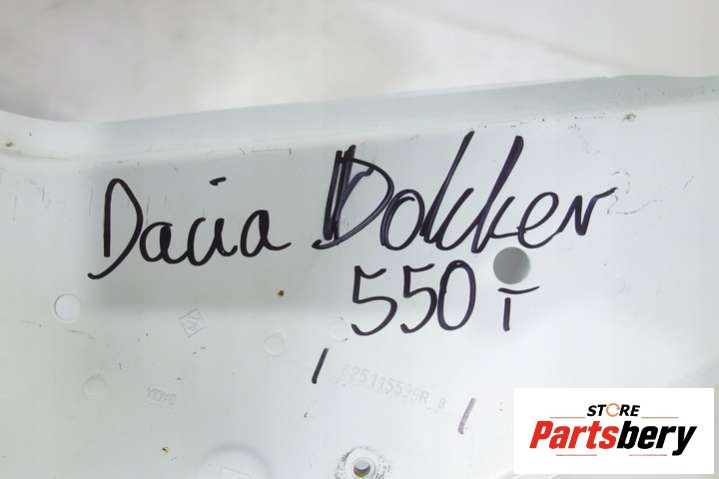 Dacia Dokker
550 T
STORE
Partsbery